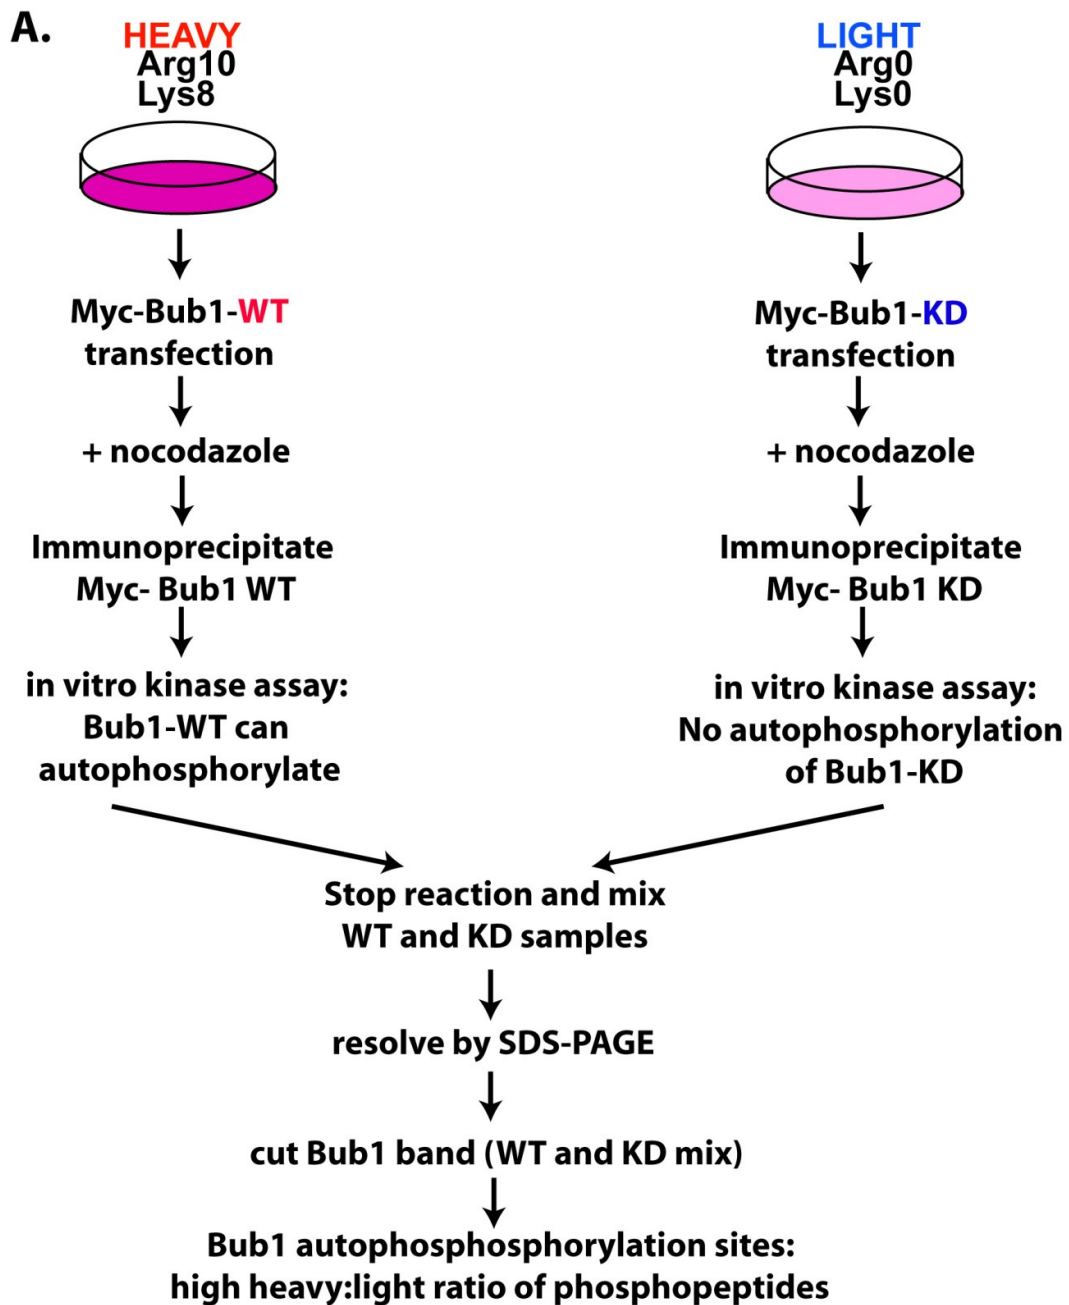 A.
HEAVY
Arg10
Lys8
LIGHT
Arg0
Lys0
Myc-Bub1-WT
transfection
Myc-Bub1-KD
transfection
+ nocodazole
+ nocodazole
Immunoprecipitate
Myc- Bub1 WT
Immunoprecipitate
Myc- Bub1 KD
in vitro kinase assay:
Bub1-WT can
autophosphorylate
in vitro kinase assay:
No autophosphorylation
of Bub1-KD
Stop reaction and mix
WT and KD samples
resolve by SDS-PAGE
cut Bub1 band (WT and KD mix)
Bub1 autophosphosphorylation sites:
high heavy:light ratio of phosphopeptides